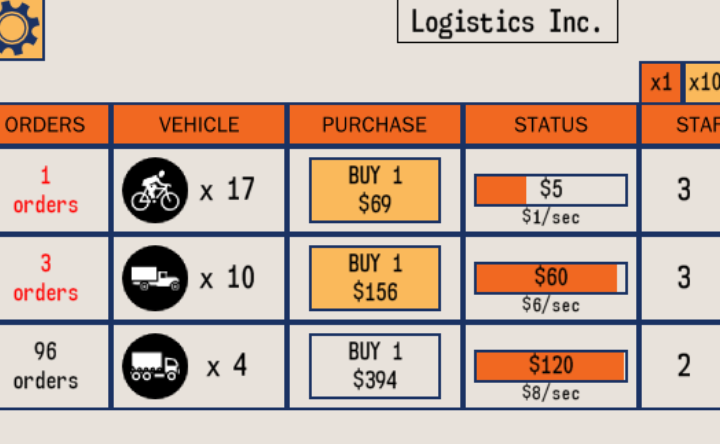 Logistics Inc.
x1 x10
ORDERS VEHICLE PURCHASE STATUS
1 orders x 17 BUY 1 $69 $5 $1/sec 3
3 orders x 10 BUY 1 $156 $60 $6/sec 3
96 orders x 4 BUY 1 $394 $120 $8/sec 2